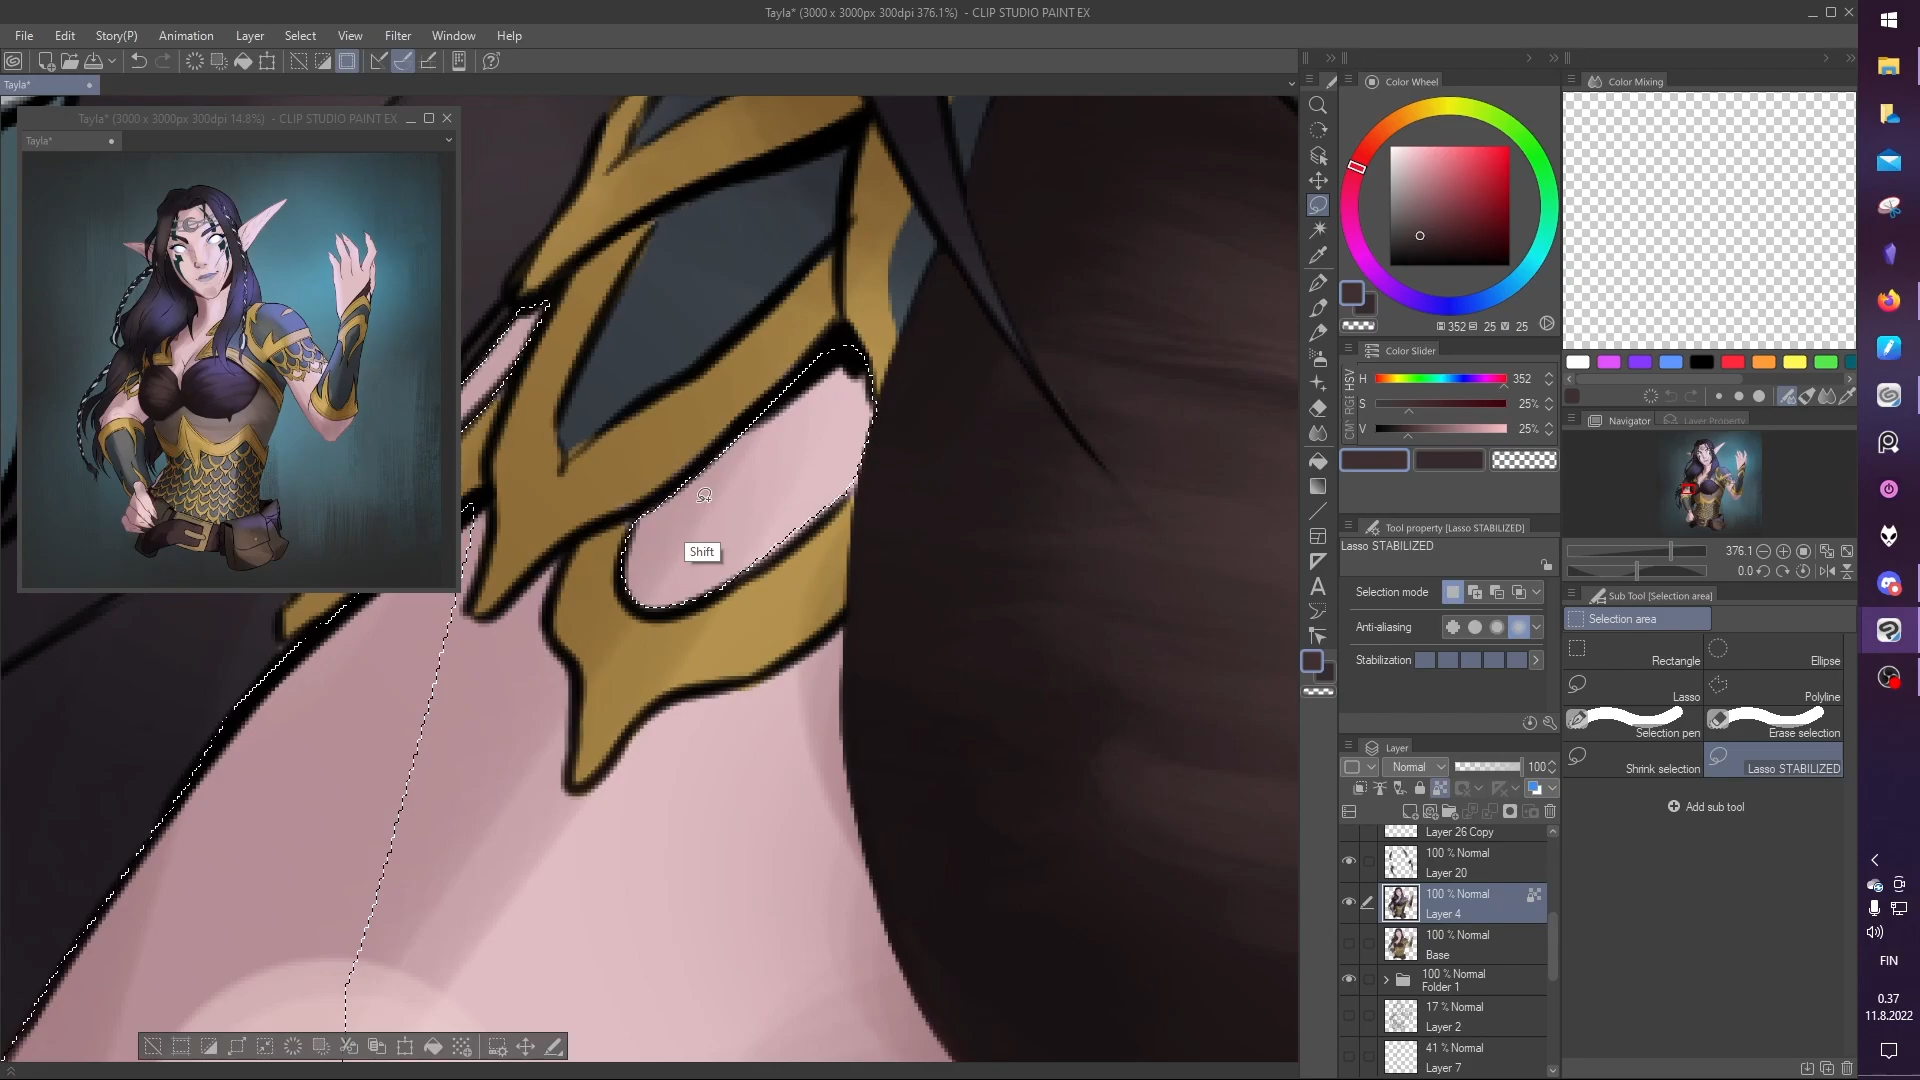 Tayla* (3000 x 3000px 300dpi 376.1%) - CLIP STUDIO PAINT EX
File Edit Story(P) Animation Layer Select View Filter Window Help
Tayla*
Tayla* (3000 x 3000px 300dpi 14.8%) - CLIP STUDIO PAINT EX
Tayla*
Shift
Color Wheel
352 25 V 25
Color Slider
HSV
RGB
CM
H 352
S 25%
V 25%
Tool property [Lasso STABILIZED]
Lasso STABILIZED
Selection mode
Anti-aliasing
Stabilization
Layer
Normal 100
Layer 26 Copy
100 % Normal
Layer 20
100 % Normal
Layer 4
100 % Normal
Base
100 % Normal
Folder 1
17 % Normal
Layer 2
41 % Normal
Layer 7
Color Mixing
Navigator Layer Property
376.1
0.0
Sub Tool [Selection area]
Selection area
Rectangle Ellipse
Lasso Polyline
Selection pen Erase selection
Shrink selection Lasso STABILIZED
Add sub tool
FIN
0.37
11.8.2022